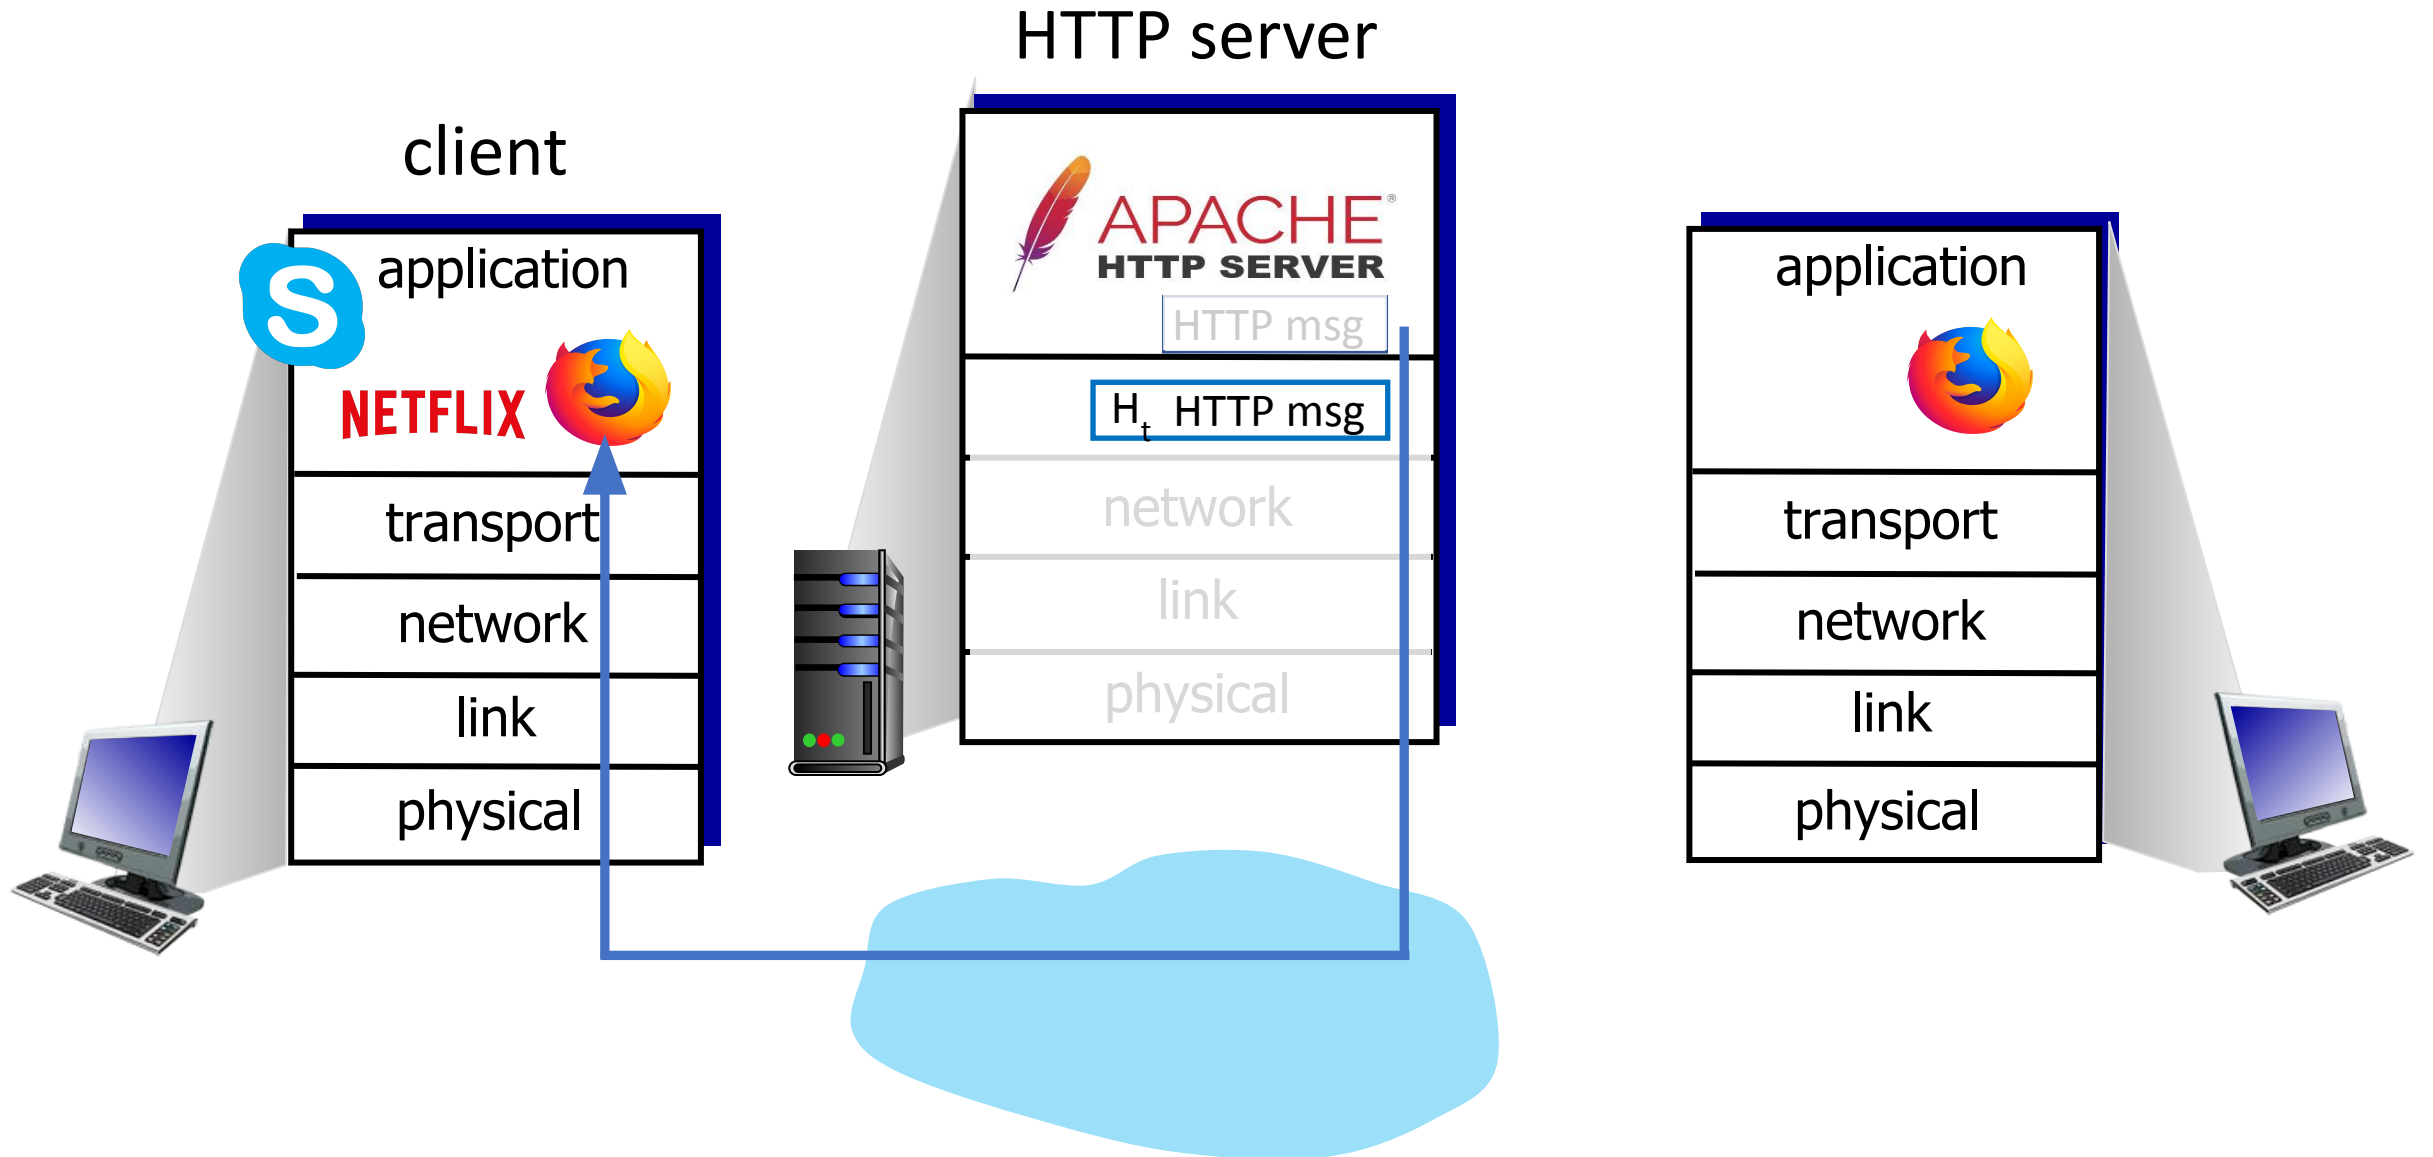 HTTP server
client
application
S
NETFLIX
transport
network
link
physical
APACHE®
HTTP SERVER
HTTP msg
Ht HTTP msg
network
link
physical
application
transport
network
link
physical